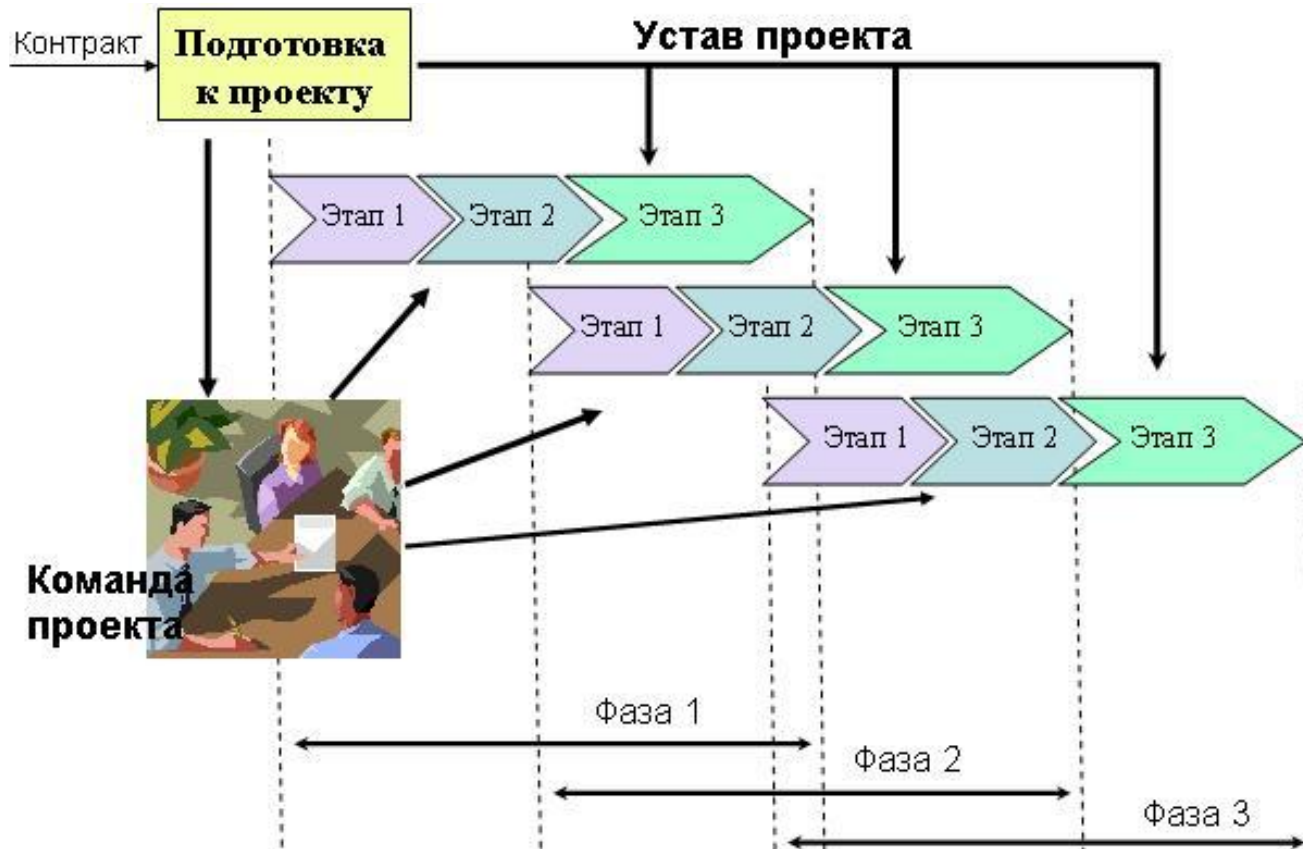 Контракт
Подготовка
к проекту
Устав проекта
Этап 1
Этап 2
Этап 3
Этап 1
Этап 2
Этап 3
Этап 1
Этап 2
Этап 3
Команда
проекта
Фаза 1
Фаза 2
Фаза 3